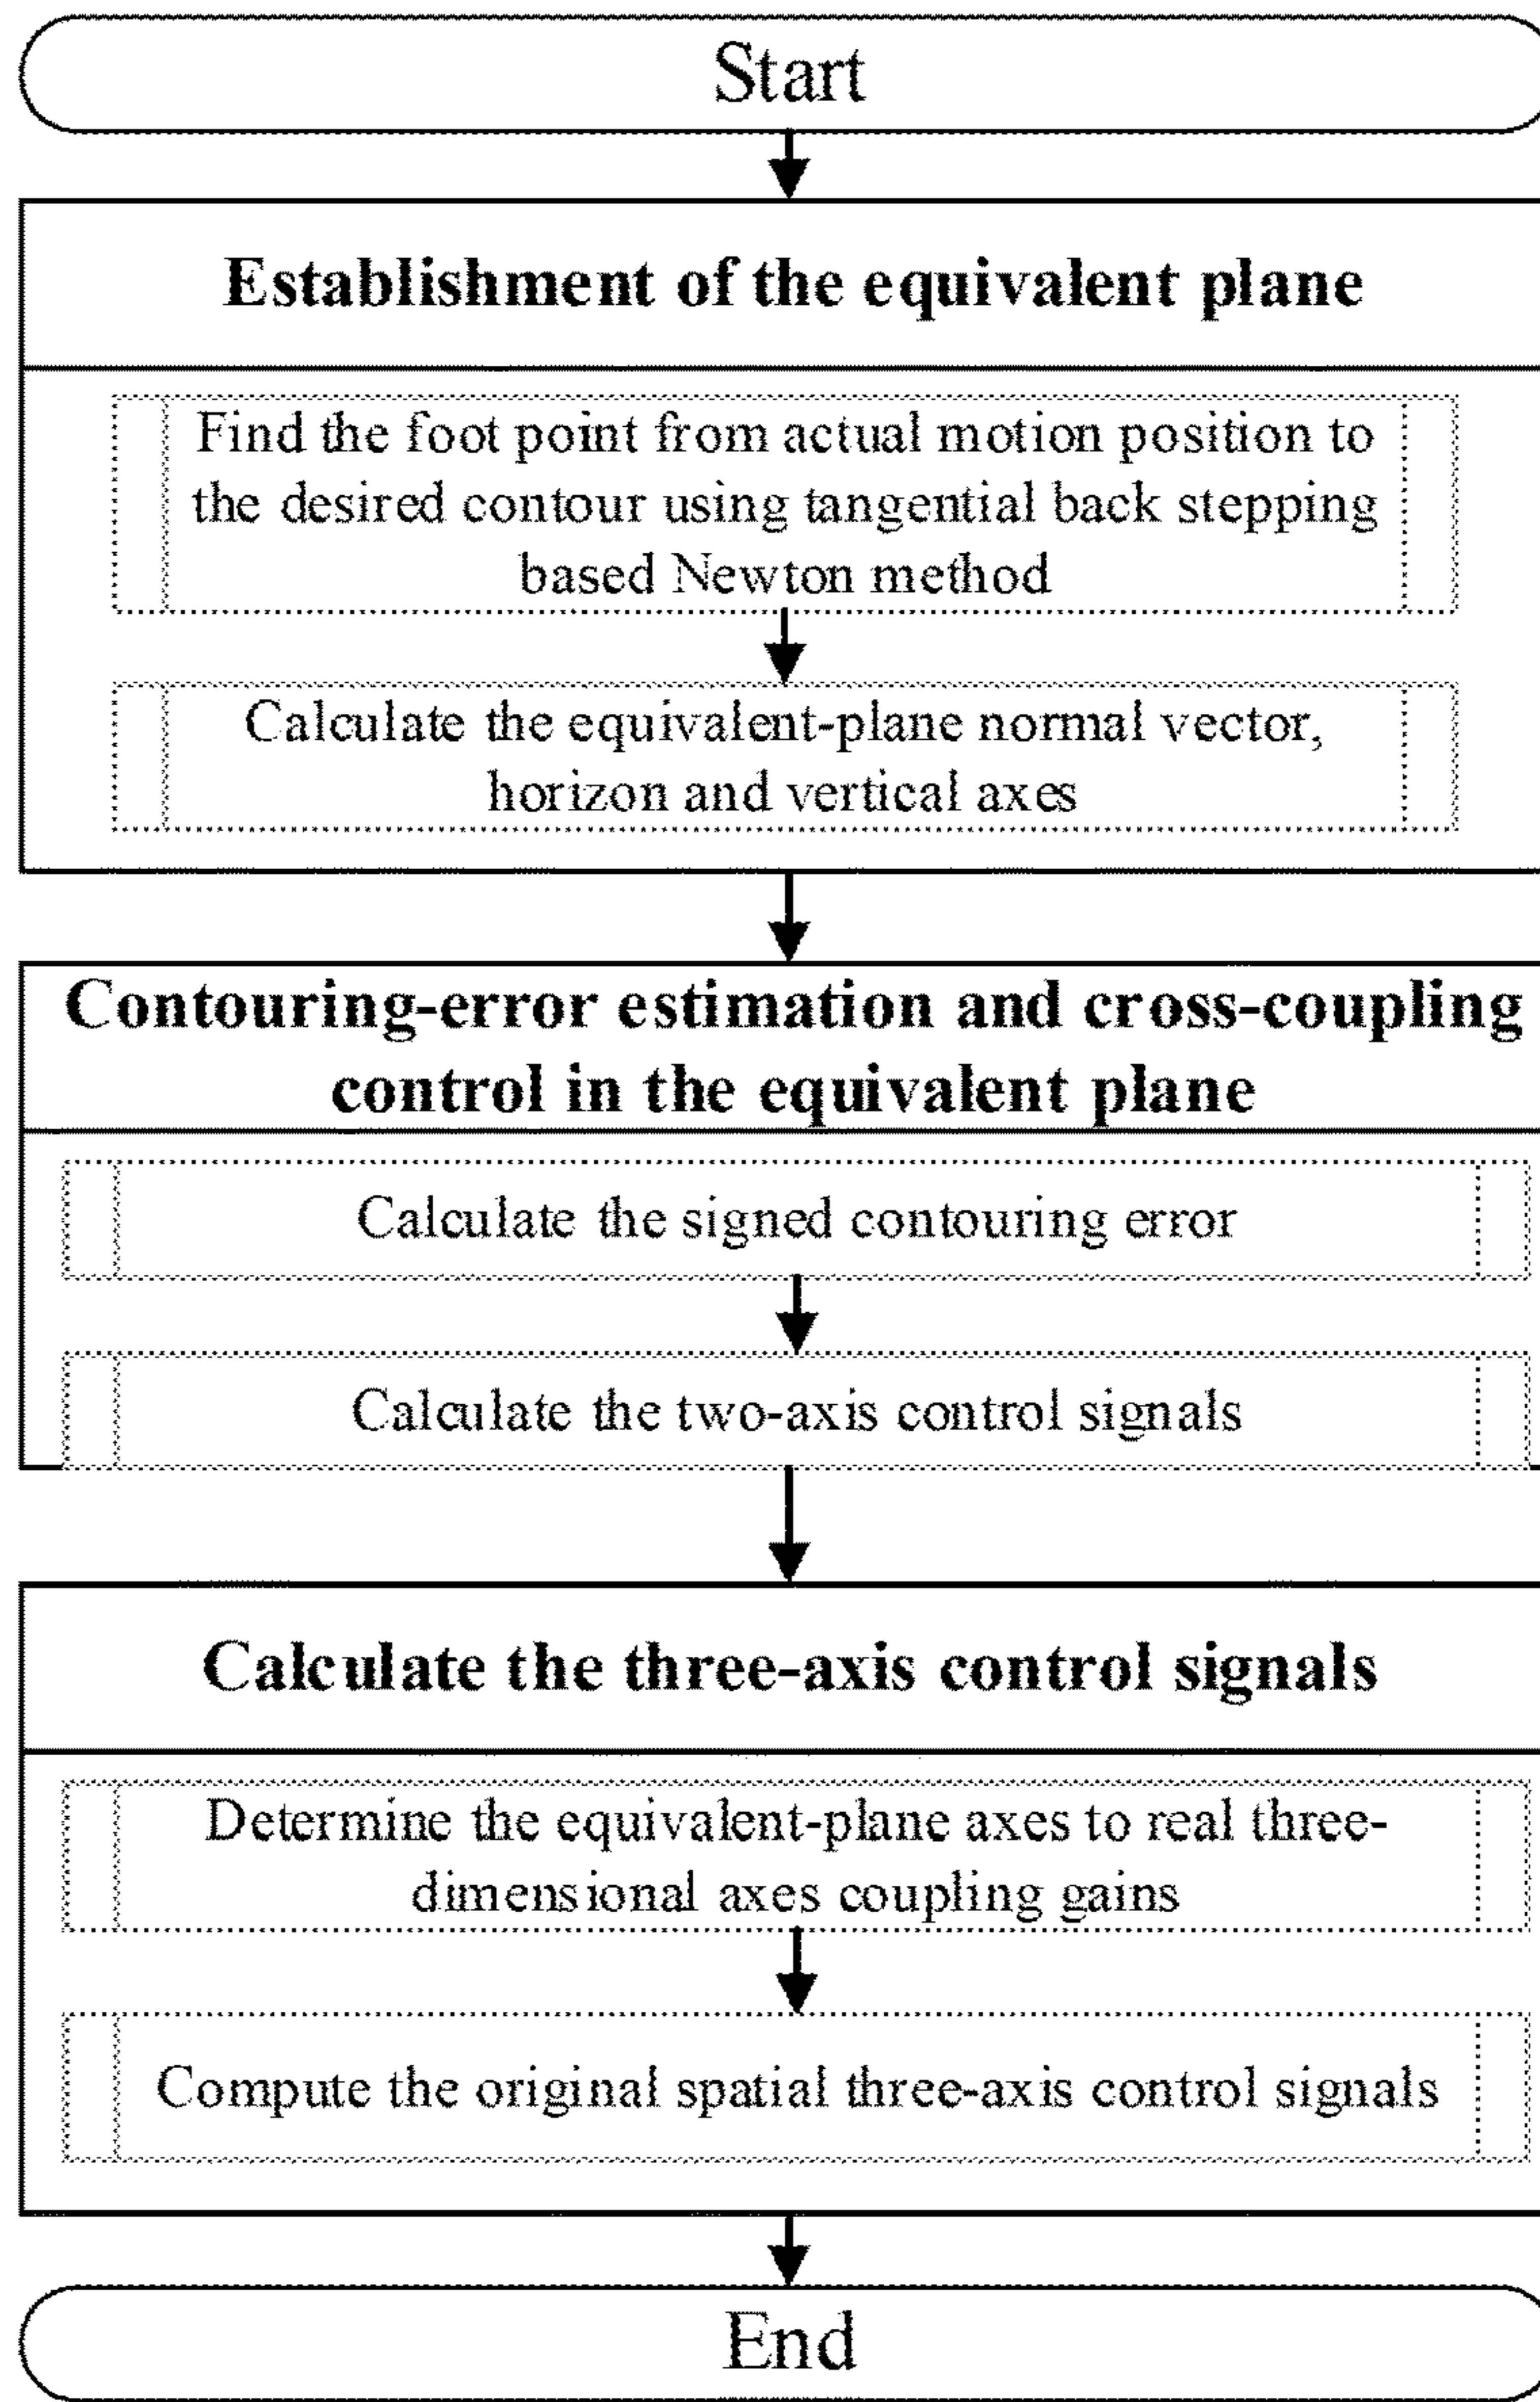 Start
Establishment of the equivalent plane
Find the foot point from actual motion position to
the desired contour using tangential back stepping
based Newton method
Calculate the equivalent-plane normal vector,
horizon and vertical axes
Contouring-error estimation and cross-coupling
control in the equivalent plane
Calculate the signed contouring error
Calculate the two-axis control signals
Calculate the three-axis control signals
Determine the equivalent-plane axes to real three-
dimensional axes coupling gains
Compute the original spatial three-axis control signals
End